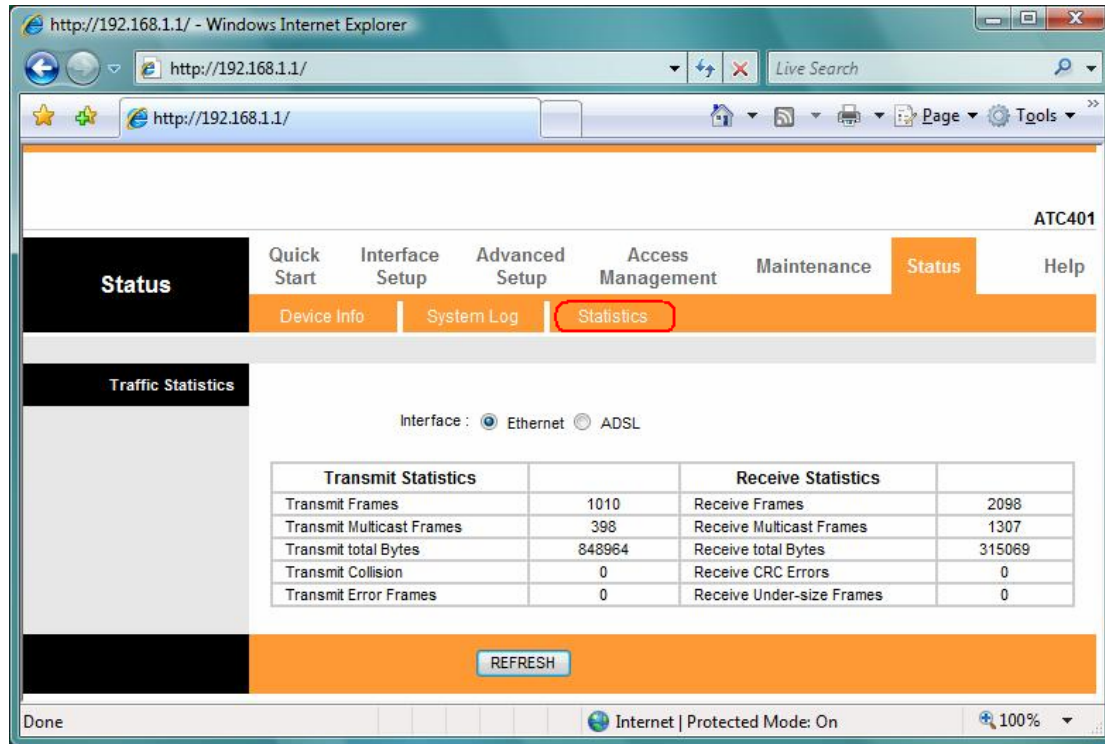 http://192.168.1.1/ - Windows Internet Explorer
http://192.168.1.1/
Live Search
http://192.168.1.1/
Page
Tools
ATC401
Status
Quick Start
Interface Setup
Advanced Setup
Access Management
Maintenance
Status
Help
Device Info
System Log
Statistics
Traffic Statistics
Interface : Ethernet ADSL
Transmit Statistics Receive Statistics
Transmit Frames 1010 Receive Frames 2098
Transmit Multicast Frames 398 Receive Multicast Frames 1307
Transmit total Bytes 848964 Receive total Bytes 315069
Transmit Collision 0 Receive CRC Errors 0
Transmit Error Frames 0 Receive Under-size Frames 0
REFRESH
Done
Internet | Protected Mode: On
100%